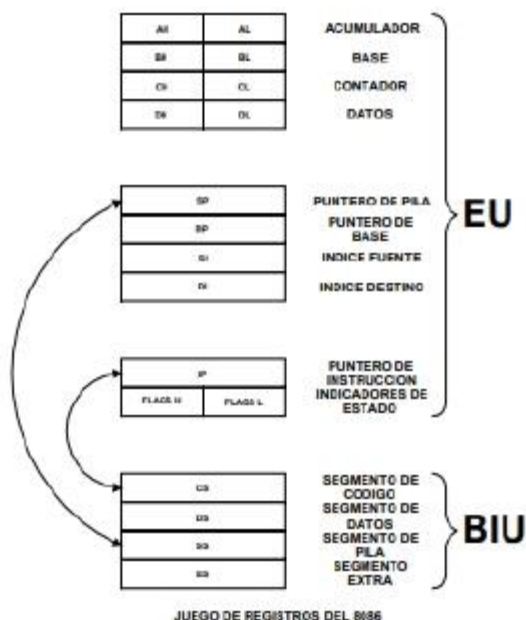 AH AL ACUMULADOR
BH BL BASE
CH CL CONTADOR
DH DL DATOS
SP PUNTERO DE PILA
BP PUNTERO DE
BASE
SI INDICE FUENTE
DI INDICE DESTINO
EU
IP PUNTERO DE
INSTRUCCION
FLAGS H FLAGS L INDICADORES DE
ESTADO
CS SEGMENTO DE
CODIGO
DS SEGMENTO DE
DATOS
SS SEGMENTO DE
PILA
ES SEGMENTO
EXTRA
BIU
JUEGO DE REGISTROS DEL 8086